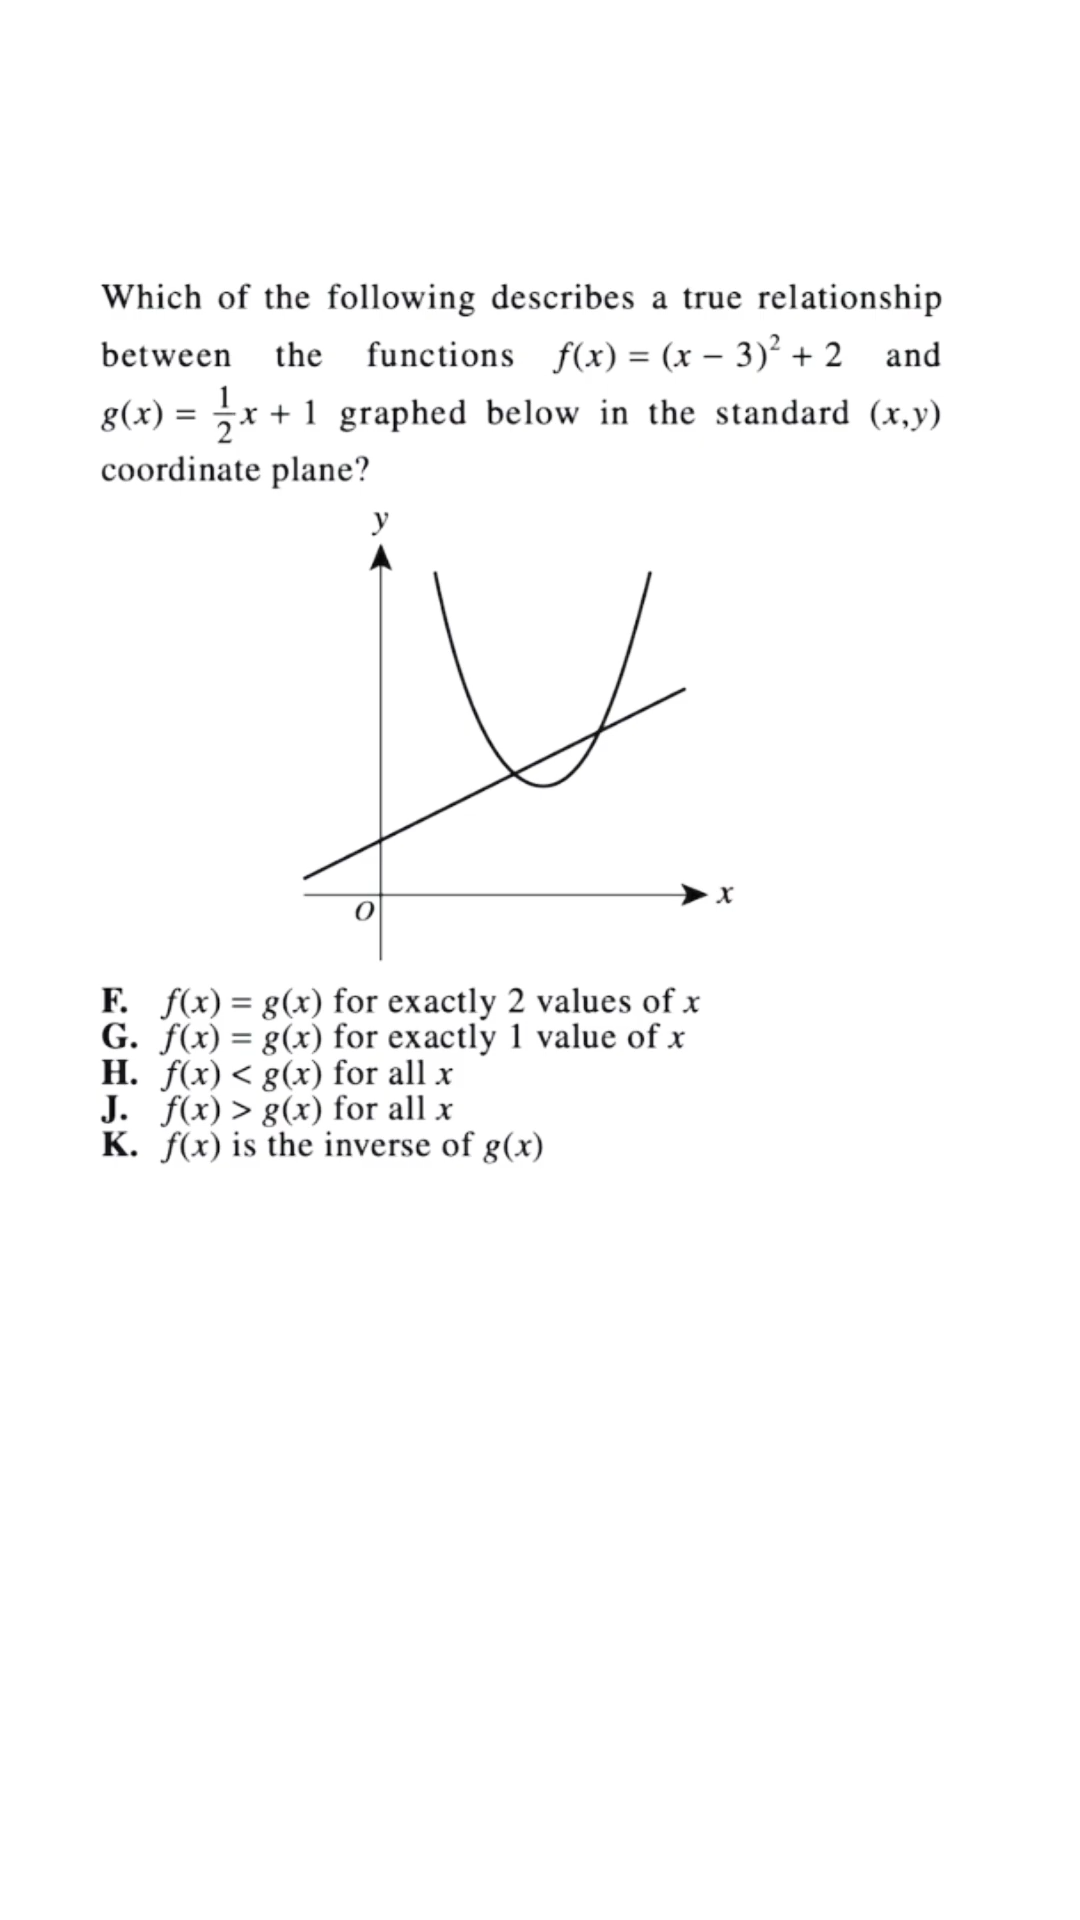 Which of the following describes a true relationship
between the functions f(x) = (x – 3)² + 2 and
g(x) = 1/2 x + 1 graphed below in the standard (x,y)
coordinate plane?
y
x
O
F. f(x) = g(x) for exactly 2 values of x
G. f(x) = g(x) for exactly 1 value of x
H. f(x) < g(x) for all x
J. f(x) > g(x) for all x
K. f(x) is the inverse of g(x)